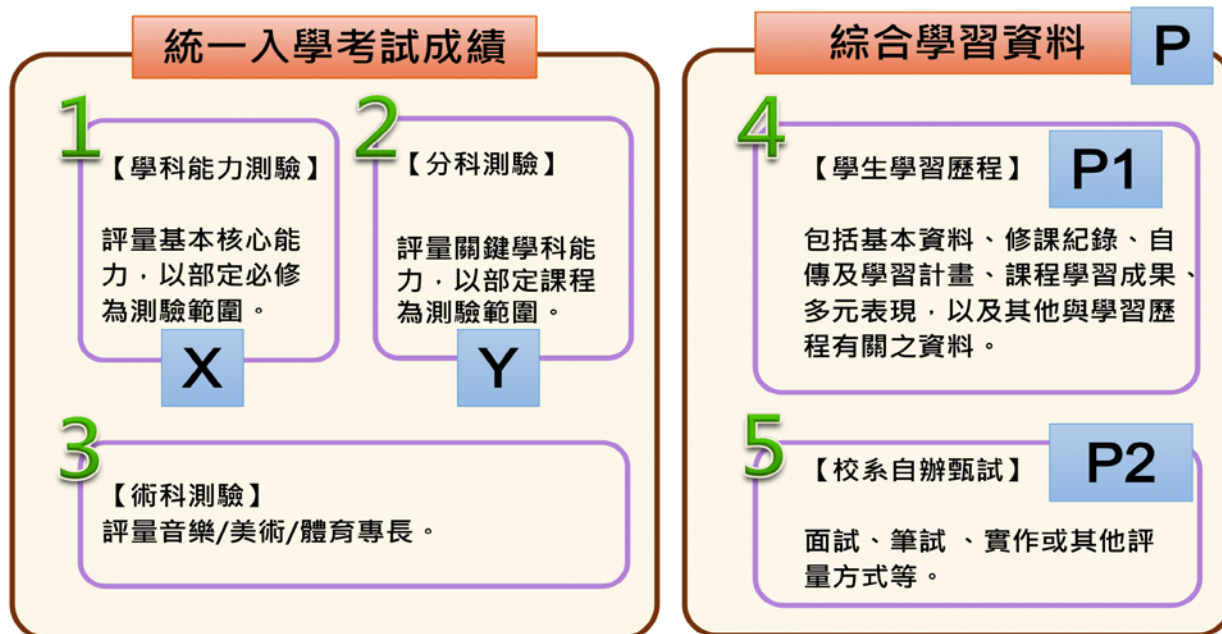 統一入學考試成績
1
【學科能力測驗】
評量基本核心能
力，以部定必修
為測驗範圍。
X
2
【分科測驗】
評量關鍵學科能
力，以部定課程
為測驗範圍。
Y
3
【術科測驗】
評量音樂/美術/體育專長。
綜合學習資料
P
4
【學生學習歷程】
P1
包括基本資料、修課紀錄、自
傳及學習計畫、課程學習成果、
多元表現，以及其他與學習歷
程有關之資料。
5
【校系自辦甄試】
P2
面試、筆試 、實作或其他評
量方式等。